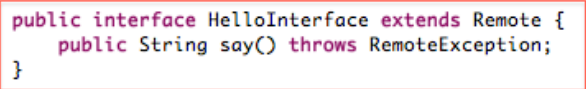 public interface HelloInterface extends Remote {
    public String say() throws RemoteException;
}